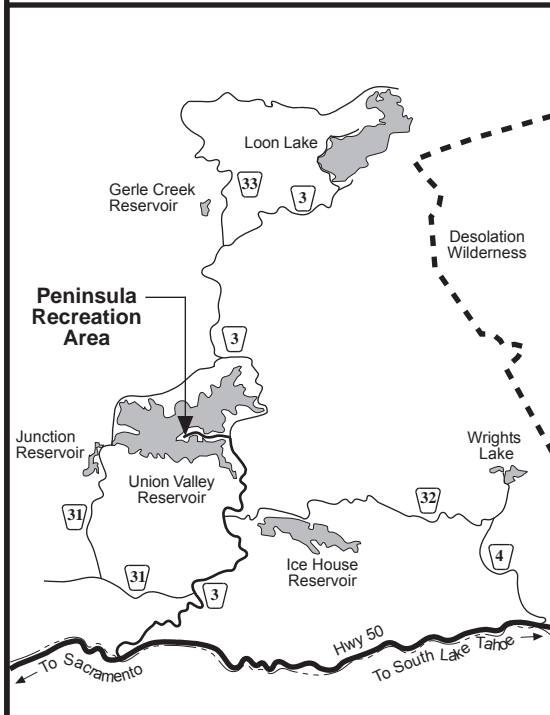 Loon Lake
33
3
Gerle Creek
Reservoir
Desolation
Wilderness
Peninsula
Recreation
Area
3
Junction
Reservoir
Union Valley
Reservoir
Wrights
Lake
31
32
Ice House
Reservoir
4
31
3
Hwy 50
To Sacramento
To South Lake Tahoe